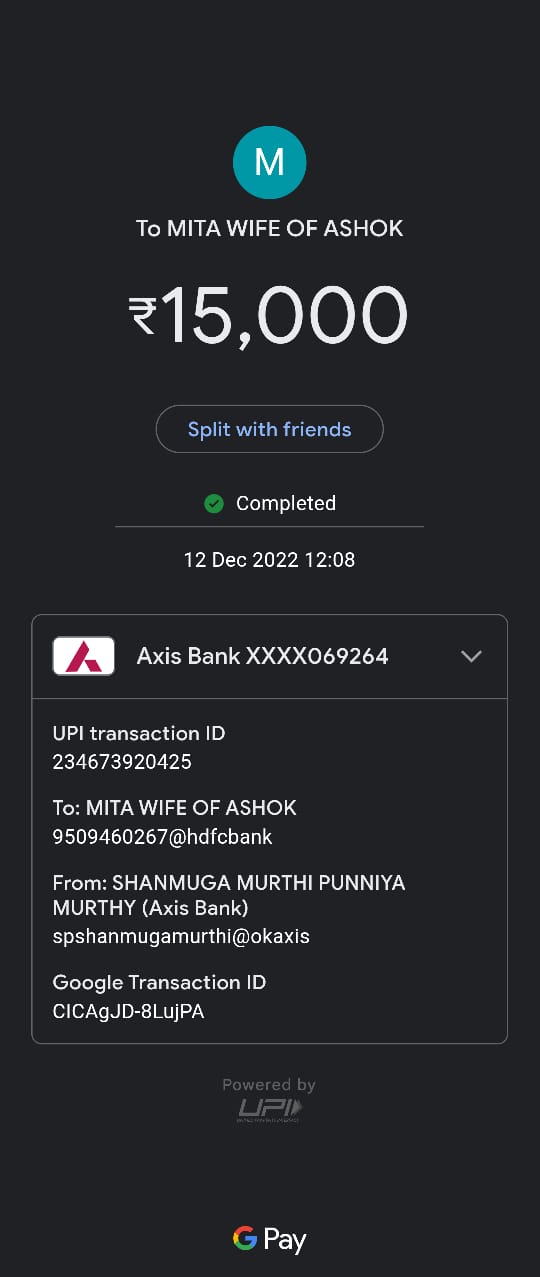 M
To MITA WIFE OF ASHOK
₹15,000
Split with friends
Completed
12 Dec 2022 12:08
Axis Bank XXXX069264
UPI transaction ID
234673920425
To: MITA WIFE OF ASHOK
9509460267@hdfcbank
From: SHANMUGA MURTHI PUNNIYA
MURTHY (Axis Bank)
spshanmugamurthi@okaxis
Google Transaction ID
CICAgJD-8LujPA
Powered by
UPI
G Pay